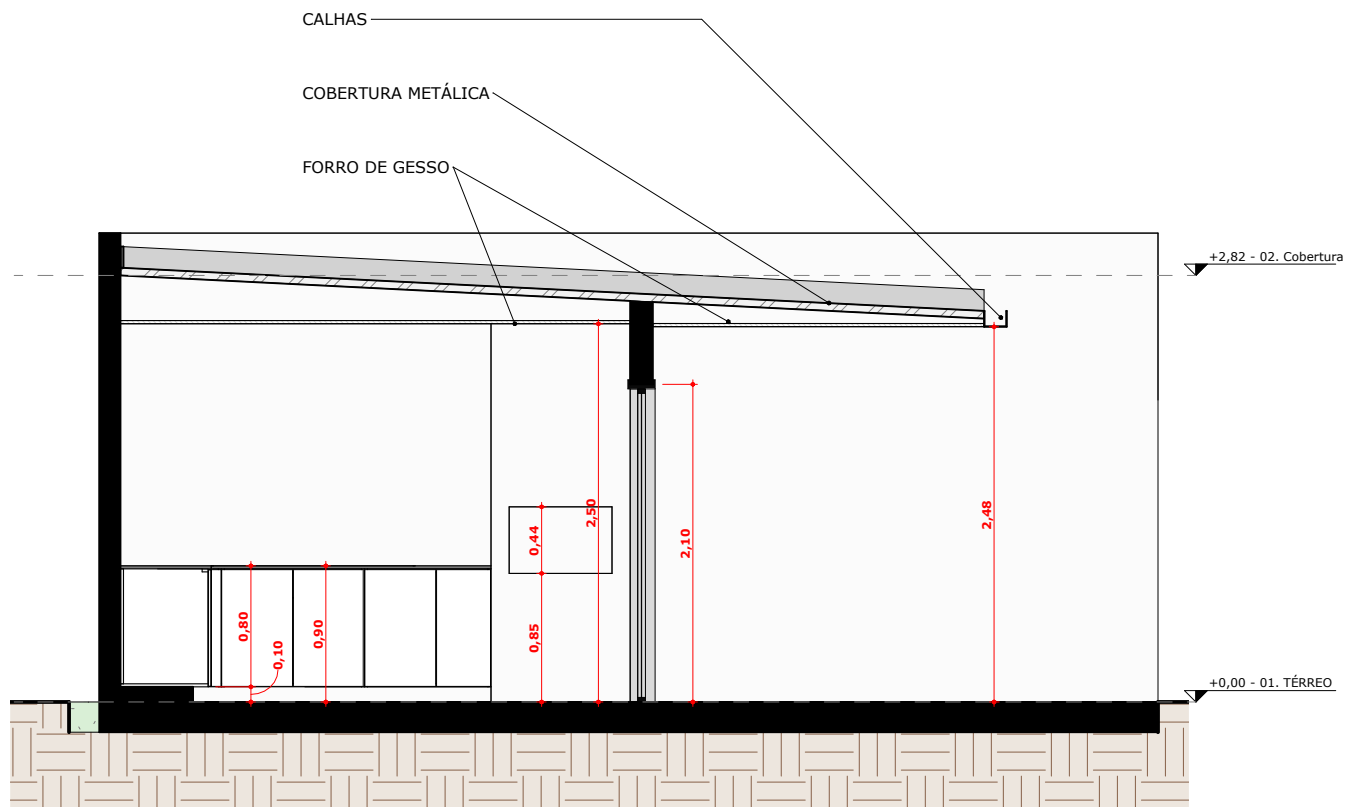 CALHAS
COBERTURA METÁLICA
FORRO DE GESSO
+2,82 - 02. Cobertura
2,50
0,44
2,10
2,48
0,80
0,10
0,90
0,85
+0,00 - 01. TÉRREO